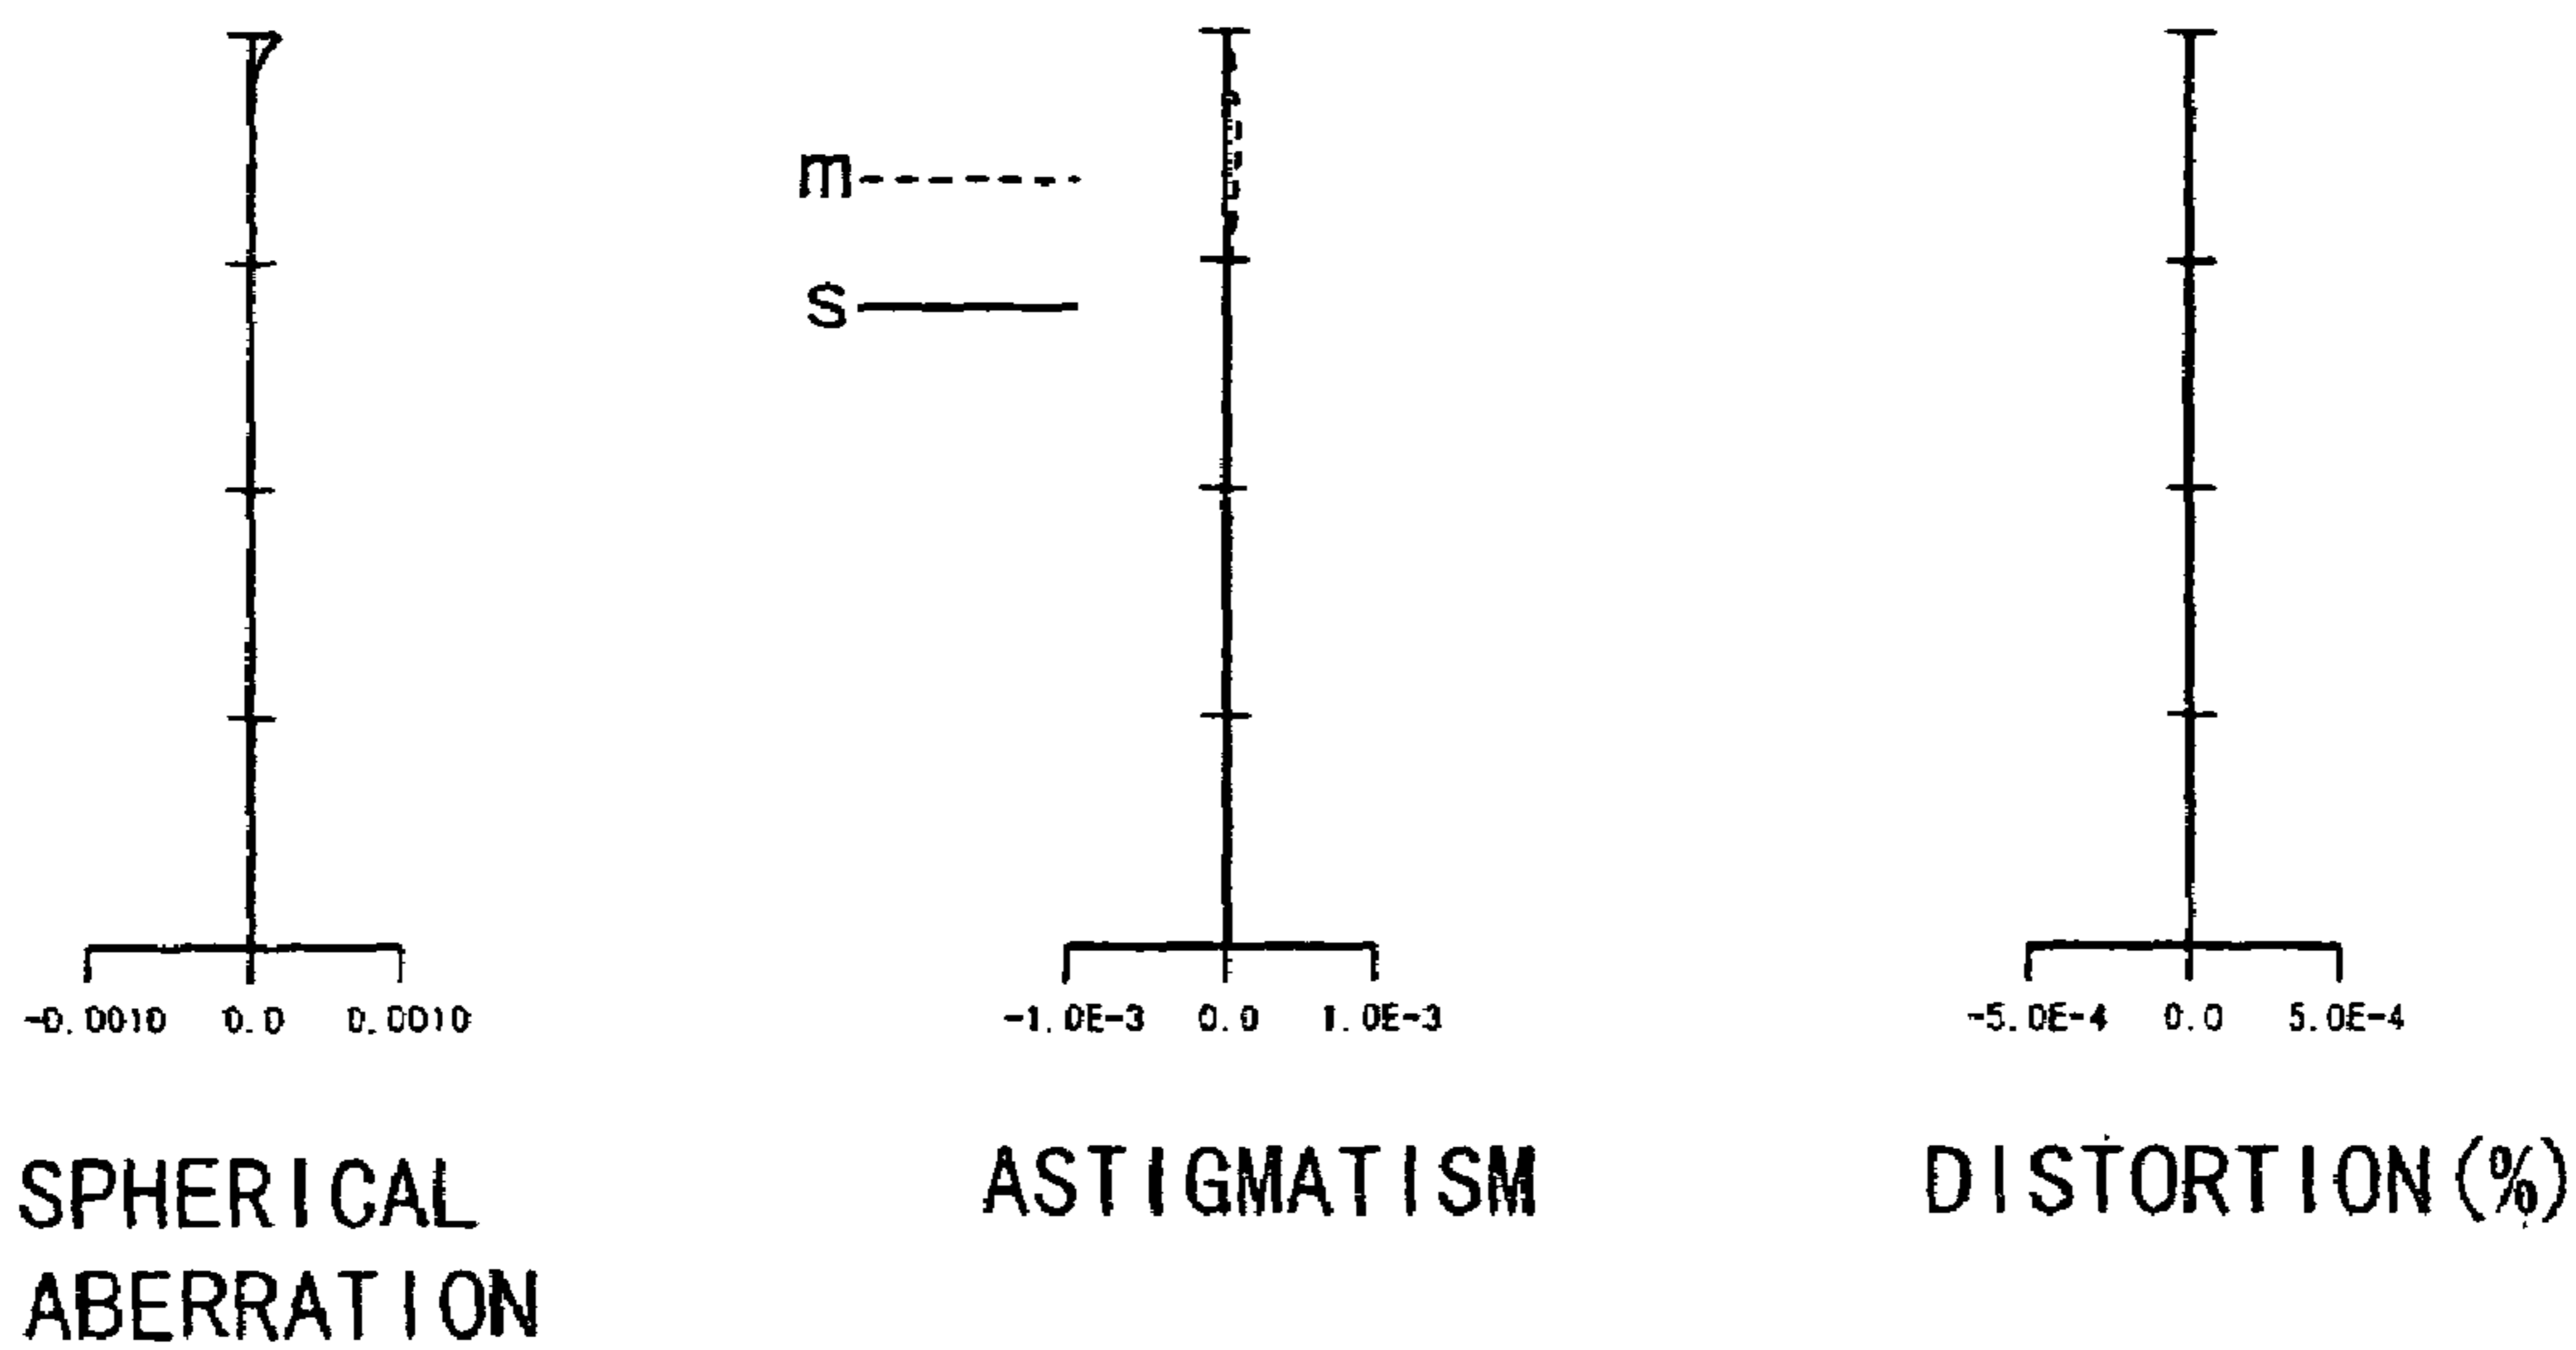 m
s
-0.0010 0.0 0.0010
-1.0E-3 0.0 1.0E-3
-5.0E-4 0.0 5.0E-4
SPHERICAL
ABERRATION
ASTIGMATISM
DISTORTION(%)